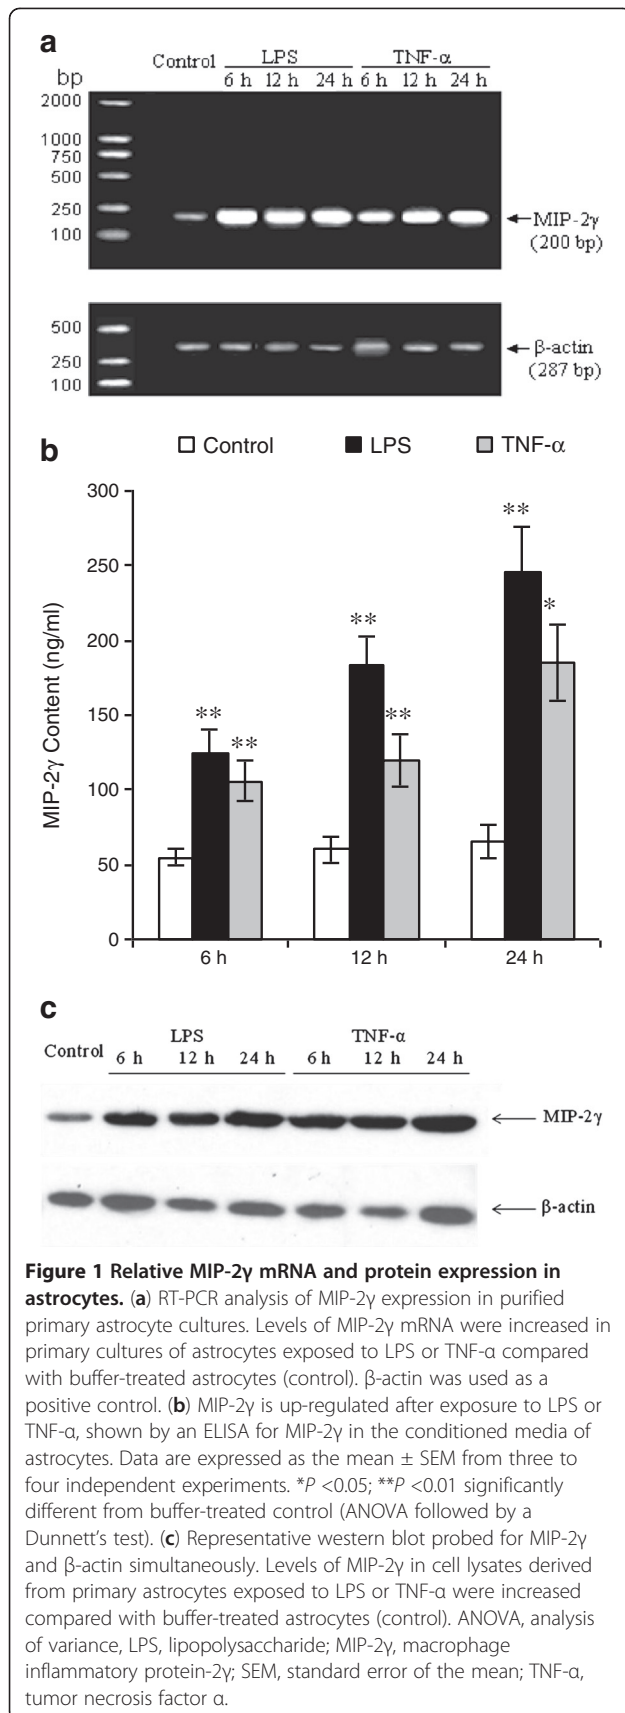 a
Control LPS TNF-α
bp 6 h 12 h 24 h 6 h 12 h 24 h
2000
1000
750
500
250
100
MIP-2γ
(200 bp)
500
250
100
β-actin
(287 bp)
b
Control LPS TNF-α
MIP-2γ Content (ng/ml)
300
250
200
150
100
50
0
** ** ** ** ** *
6 h 12 h 24 h
c
LPS TNF-α
Control 6 h 12 h 24 h 6 h 12 h 24 h
MIP-2γ
β-actin
Figure 1 Relative MIP-2γ mRNA and protein expression in
astrocytes. (a) RT-PCR analysis of MIP-2γ expression in purified
primary astrocyte cultures. Levels of MIP-2γ mRNA were increased in
primary cultures of astrocytes exposed to LPS or TNF-α compared
with buffer-treated astrocytes (control). β-actin was used as a
positive control. (b) MIP-2γ is up-regulated after exposure to LPS or
TNF-α, shown by an ELISA for MIP-2γ in the conditioned media of
astrocytes. Data are expressed as the mean ± SEM from three to
four independent experiments. *P <0.05; **P <0.01 significantly
different from buffer-treated control (ANOVA followed by a
Dunnett's test). (c) Representative western blot probed for MIP-2γ
and β-actin simultaneously. Levels of MIP-2γ in cell lysates derived
from primary astrocytes exposed to LPS or TNF-α were increased
compared with buffer-treated astrocytes (control). ANOVA, analysis
of variance, LPS, lipopolysaccharide; MIP-2γ, macrophage
inflammatory protein-2γ; SEM, standard error of the mean; TNF-α,
tumor necrosis factor α.